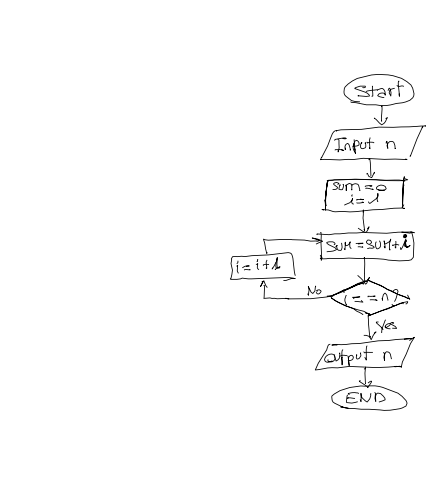 Start
Input n
sum=0
i=1
sum=sum+i
i=i+1
No
i==n?
Yes
output n
END